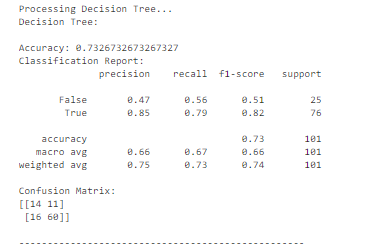 Processing Decision Tree...
Decision Tree:
Accuracy: 0.7326732673267327
Classification Report:
precision recall f1-score support
False 0.47 0.56 0.51 25
True 0.85 0.79 0.82 76
accuracy 0.73 101
macro avg 0.66 0.67 0.66 101
weighted avg 0.75 0.73 0.74 101
Confusion Matrix:
[[14 11]
[16 60]]
--------------------------------------------------